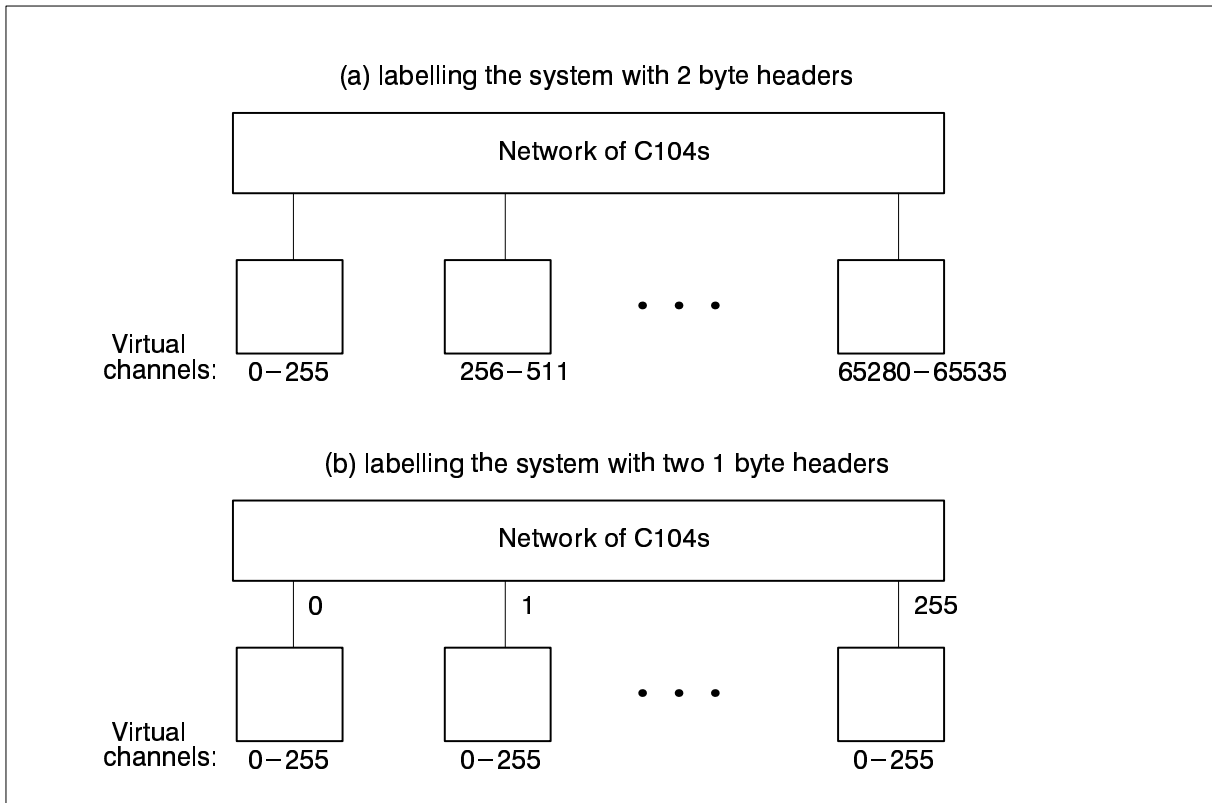 (a) labelling the system with 2 byte headers
Network of C104s
Virtual
channels:
0–255
256–511
65280–65535
(b) labelling the system with two 1 byte headers
Network of C104s
0
1
255
Virtual
channels:
0–255
0–255
0–255